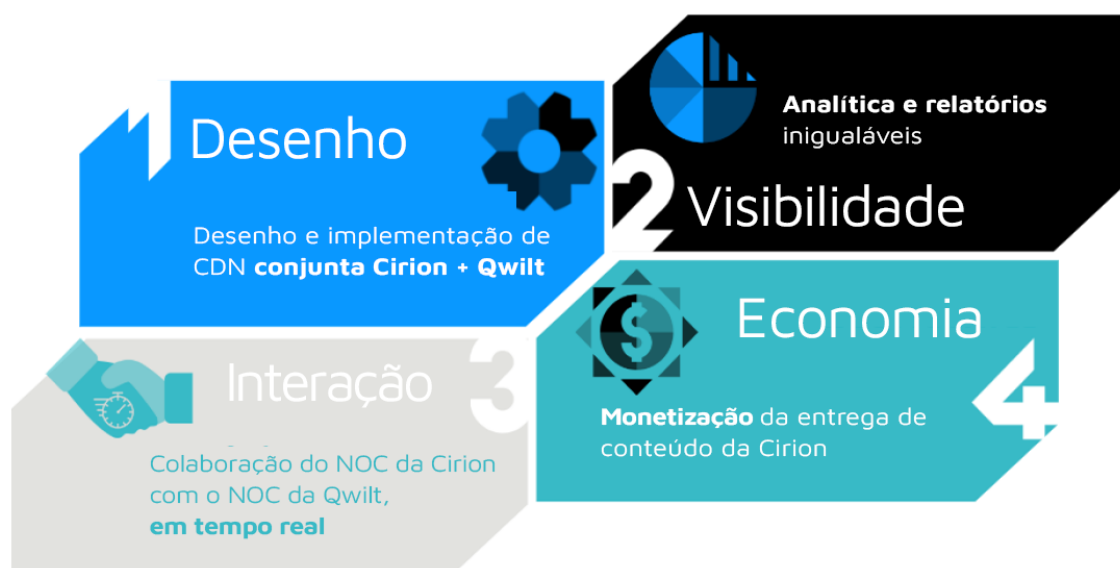 1
Desenho
Desenho e implementação de
CDN conjunta Cirion + Qwilt
Analítica e relatórios
inigualáveis
2
Visibilidade
Interação
3
Colaboração do NOC da Cirion
com o NOC da Qwilt,
em tempo real
$
Economia
4
Monetização da entrega de
conteúdo da Cirion